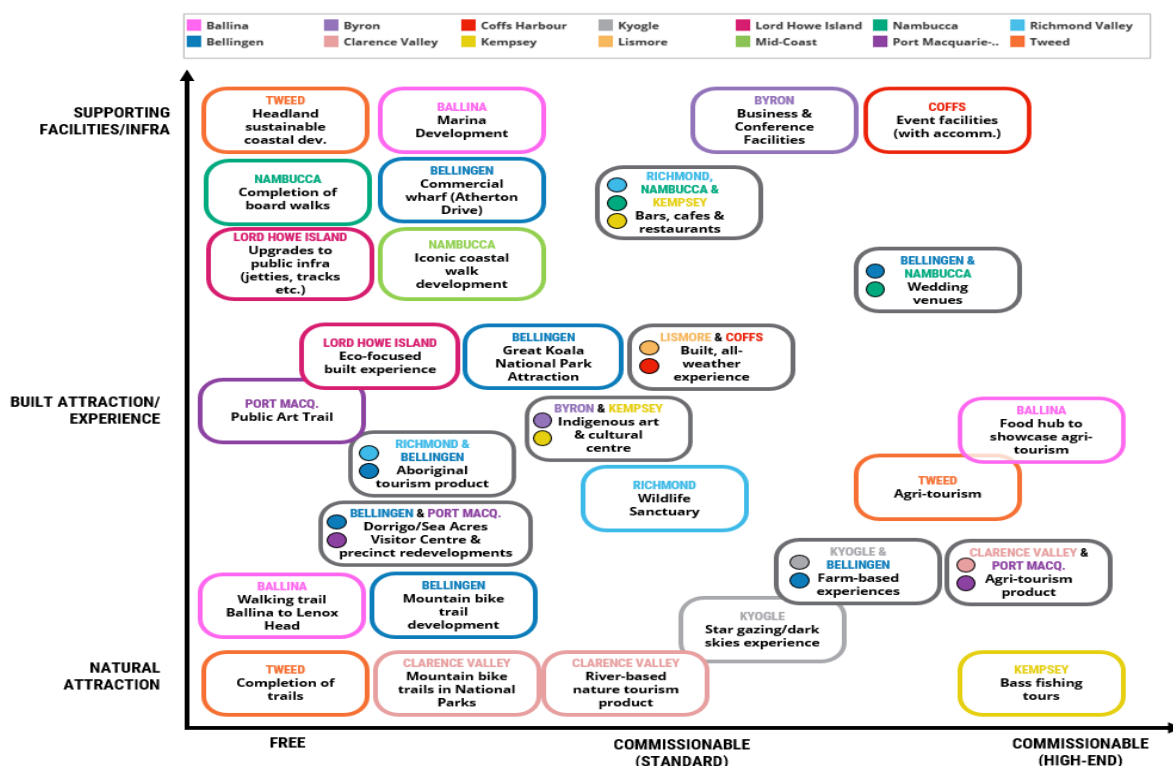 Ballina
Byron
Coffs Harbour
Kyogle
Lord Howe Island
Nambucca
Richmond Valley
Bellingen
Clarence Valley
Kempsey
Lismore
Mid-Coast
Port Macquarie-..
Tweed
SUPPORTING
FACILITIES/INFRA
TWEED
Headland
sustainable
coastal dev.
BALLINA
Marina
Development
BYRON
Business &
Conference
Facilities
COFFS
Event facilities
(with accomm.)
NAMBUCCA
Completion of
board walks
BELLINGEN
Commercial
wharf (Atherton
Drive)
RICHMOND,
NAMBUCCA &
KEMPSEY
Bars, cafes &
restaurants
LORD HOWE ISLAND
Upgrades to
public infra
(jetties, tracks
etc.)
NAMBUCCA
Iconic coastal
walk
development
BELLINGEN &
NAMBUCCA
Wedding
venues
BUILT ATTRACTION/
EXPERIENCE
LORD HOWE ISLAND
Eco-focused
built experience
BELLINGEN
Great Koala
National Park
Attraction
LISMORE & COFFS
Built, all-
weather
experience
PORT MACQ.
Public Art Trail
BYRON & KEMPSEY
Indigenous art
& cultural
centre
BALLINA
Food hub to
showcase agri-
tourism
RICHMOND &
BELLINGEN
Aboriginal
tourism product
RICHMOND
Wildlife
Sanctuary
TWEED
Agri-tourism
BELLINGEN & PORT MACQ.
Dorrigo/Sea Acres
Visitor Centre &
precinct redevelopments
KYOGLE &
BELLINGEN
Farm-based
experiences
CLARENCE VALLEY &
PORT MACQ.
Agri-tourism
product
BALLINA
Walking trail
Ballina to Lenox
Head
BELLINGEN
Mountain bike
trail
development
KYOGLE
Star gazing/dark
skies experience
NATURAL
ATTRACTION
TWEED
Completion of
trails
CLARENCE VALLEY
Mountain bike
trails in National
Parks
CLARENCE VALLEY
River-based
nature tourism
product
KEMPSEY
Bass fishing
tours
FREE
COMMISSIONABLE
(STANDARD)
COMMISSIONABLE
(HIGH-END)